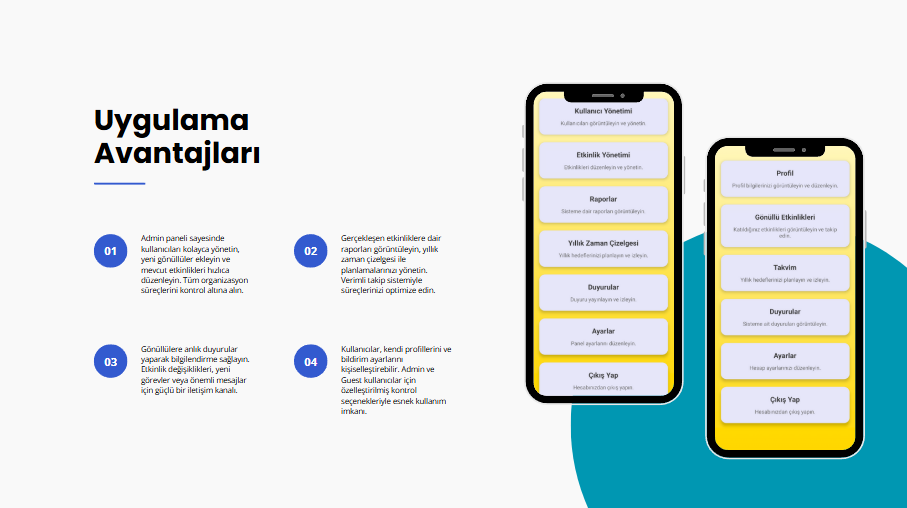 Uygulama
Avantajları
01
Admin paneli sayesinde
kullanıcıları kolayca yönetin,
yeni gönüllüler ekleyin ve
mevcut etkinlikleri hızlıca
düzenleyin. Tüm organizasyon
süreçlerini kontrol altına alın.
02
Gerçekleşen etkinliklere dair
raporları görüntüleyin, yıllık
zaman çizelgesi ile
planlamalarınızı yönetin.
Verimli takip sistemiyle
süreçlerinizi optimize edin.
03
Gönüllülere anlık duyurular
yaparak bilgilendirme sağlayın.
Etkinlik değişiklikleri, yeni
görevler veya önemli mesajlar
için güçlü bir iletişim kanalı.
04
Kullanıcılar, kendi profillerini ve
bildirim ayarlarını
kişiselleştirebilir. Admin ve
Guest kullanıcılar için
özelleştirilmiş kontrol
seçenekleriyle esnek kullanım
imkanı.
Kullanıcı Yönetimi
Kullanıcıları görüntüleyin ve yönetin.
Etkinlik Yönetimi
Etkinlikleri düzenleyin ve yönetin.
Raporlar
Sisteme dair raporları görüntüleyin.
Yıllık Zaman Çizelgesi
Yıllık hedeflerinizi planlayın ve izleyin.
Duyurular
Duyuru yayınlayın ve izleyin.
Ayarlar
Panel ayarlarını düzenleyin.
Çıkış Yap
Hesabınızdan çıkış yapın.
Profil
Profil bilgilerinizi görüntüleyin ve düzenleyin.
Gönüllü Etkinlikleri
Katıldığınız etkinlikleri görüntüleyin ve takip
edin.
Takvim
Yıllık hedeflerinizi planlayın ve izleyin.
Duyurular
Sisteme ait duyuruları görüntüleyin.
Ayarlar
Hesap ayarlarınızı düzenleyin.
Çıkış Yap
Hesabınızdan çıkış yapın.